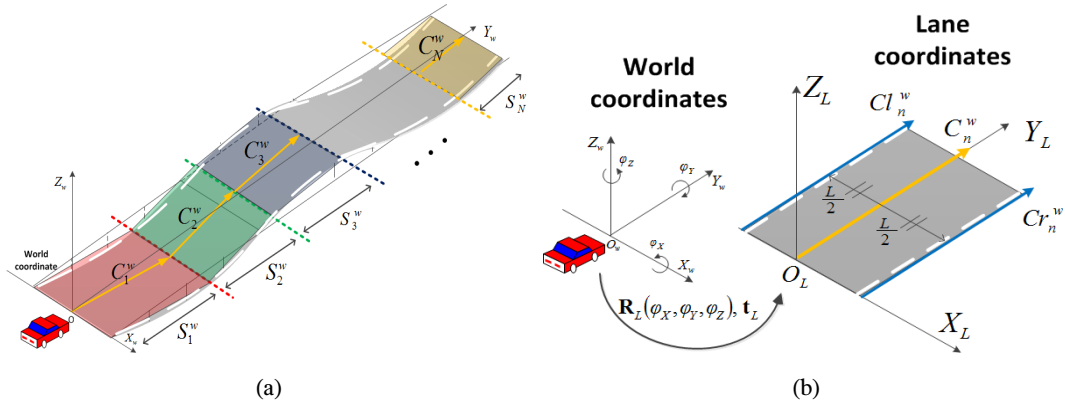 Y_w
C_N^w
S_N^w
C_3^w
Z_w
C_2^w
S_3^w
World
coordinate
C_1^w
S_2^w
O
X_w
S_1^w
(a)
World
coordinates
Lane
coordinates
Z_L
Cl_n^w
C_n^w
Y_L
Z_w
φ_Z
φ_Y
Y_w
L/2
L/2
Cr_n^w
O_w
φ_X
X_w
O_L
R_L(φ_X, φ_Y, φ_Z), t_L
X_L
(b)